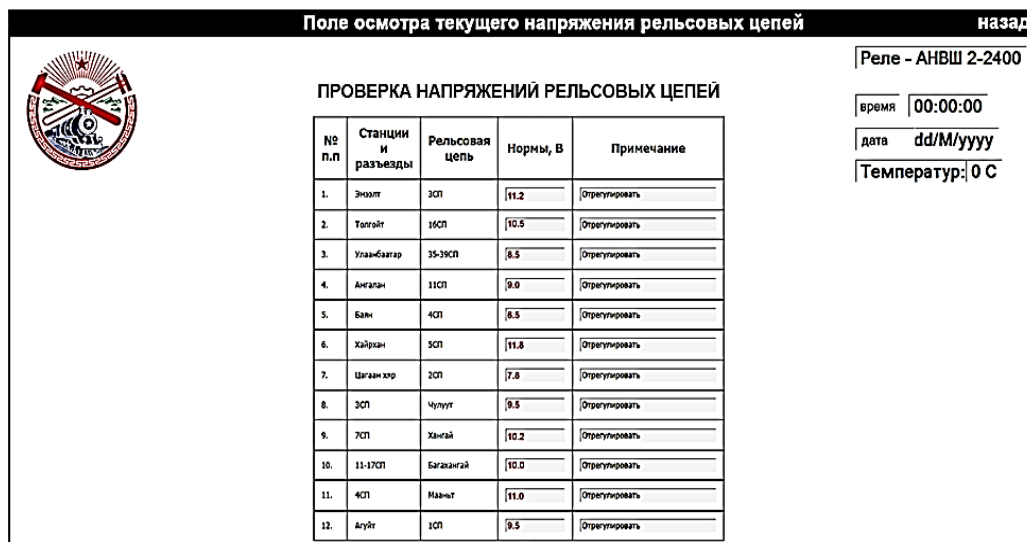 Поле осмотра текущего напряжения рельсовых цепей назад
Реле - АНВШ 2-2400
ПРОВЕРКА НАПРЯЖЕНИЙ РЕЛЬСОВЫХ ЦЕПЕЙ
время 00:00:00
дата dd/M/yyyy
Температур: 0 С
№ п.п Станции и разъезды Рельсовая цепь Нормы, В Примечание
1. Эмээлт 3СП 11.2 Отрегулировать
2. Толгойт 16СП 10.5 Отрегулировать
3. Улаанбаатар 35-39СП 8.5 Отрегулировать
4. Амгалан 11СП 9.0 Отрегулировать
5. Баян 4СП 8.5 Отрегулировать
6. Хайрхан 5СП 11.8 Отрегулировать
7. Цагаан хяр 2СП 7.8 Отрегулировать
8. 3СП Чулуут 9.5 Отрегулировать
9. 7СП Хангай 10.2 Отрегулировать
10. 11-17СП Багахангай 10.0 Отрегулировать
11. 4СП Мааньт 11.0 Отрегулировать
12. Агуйт 1СП 9.5 Отрегулировать